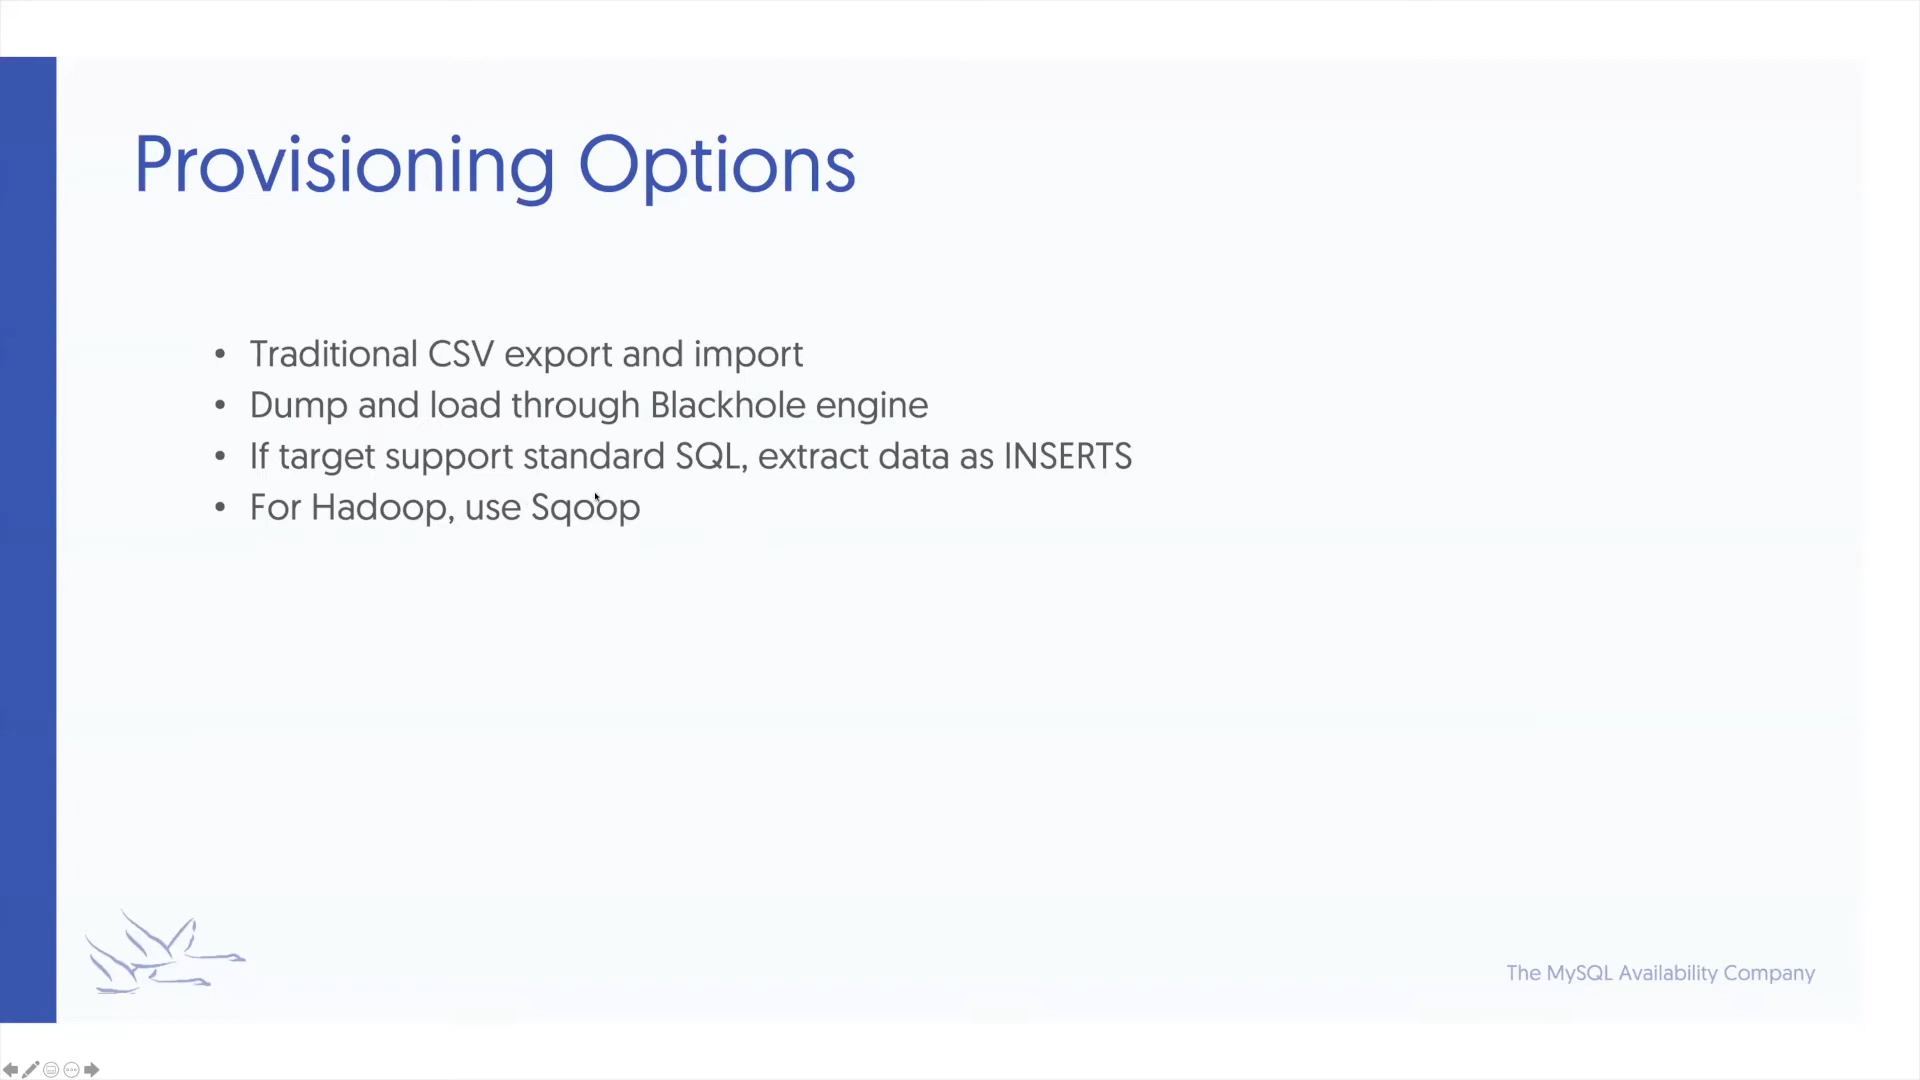 Provisioning Options
• Traditional CSV export and import
• Dump and load through Blackhole engine
• If target support standard SQL, extract data as INSERTS
• For Hadoop, use Sqoop
The MySQL Availability Company